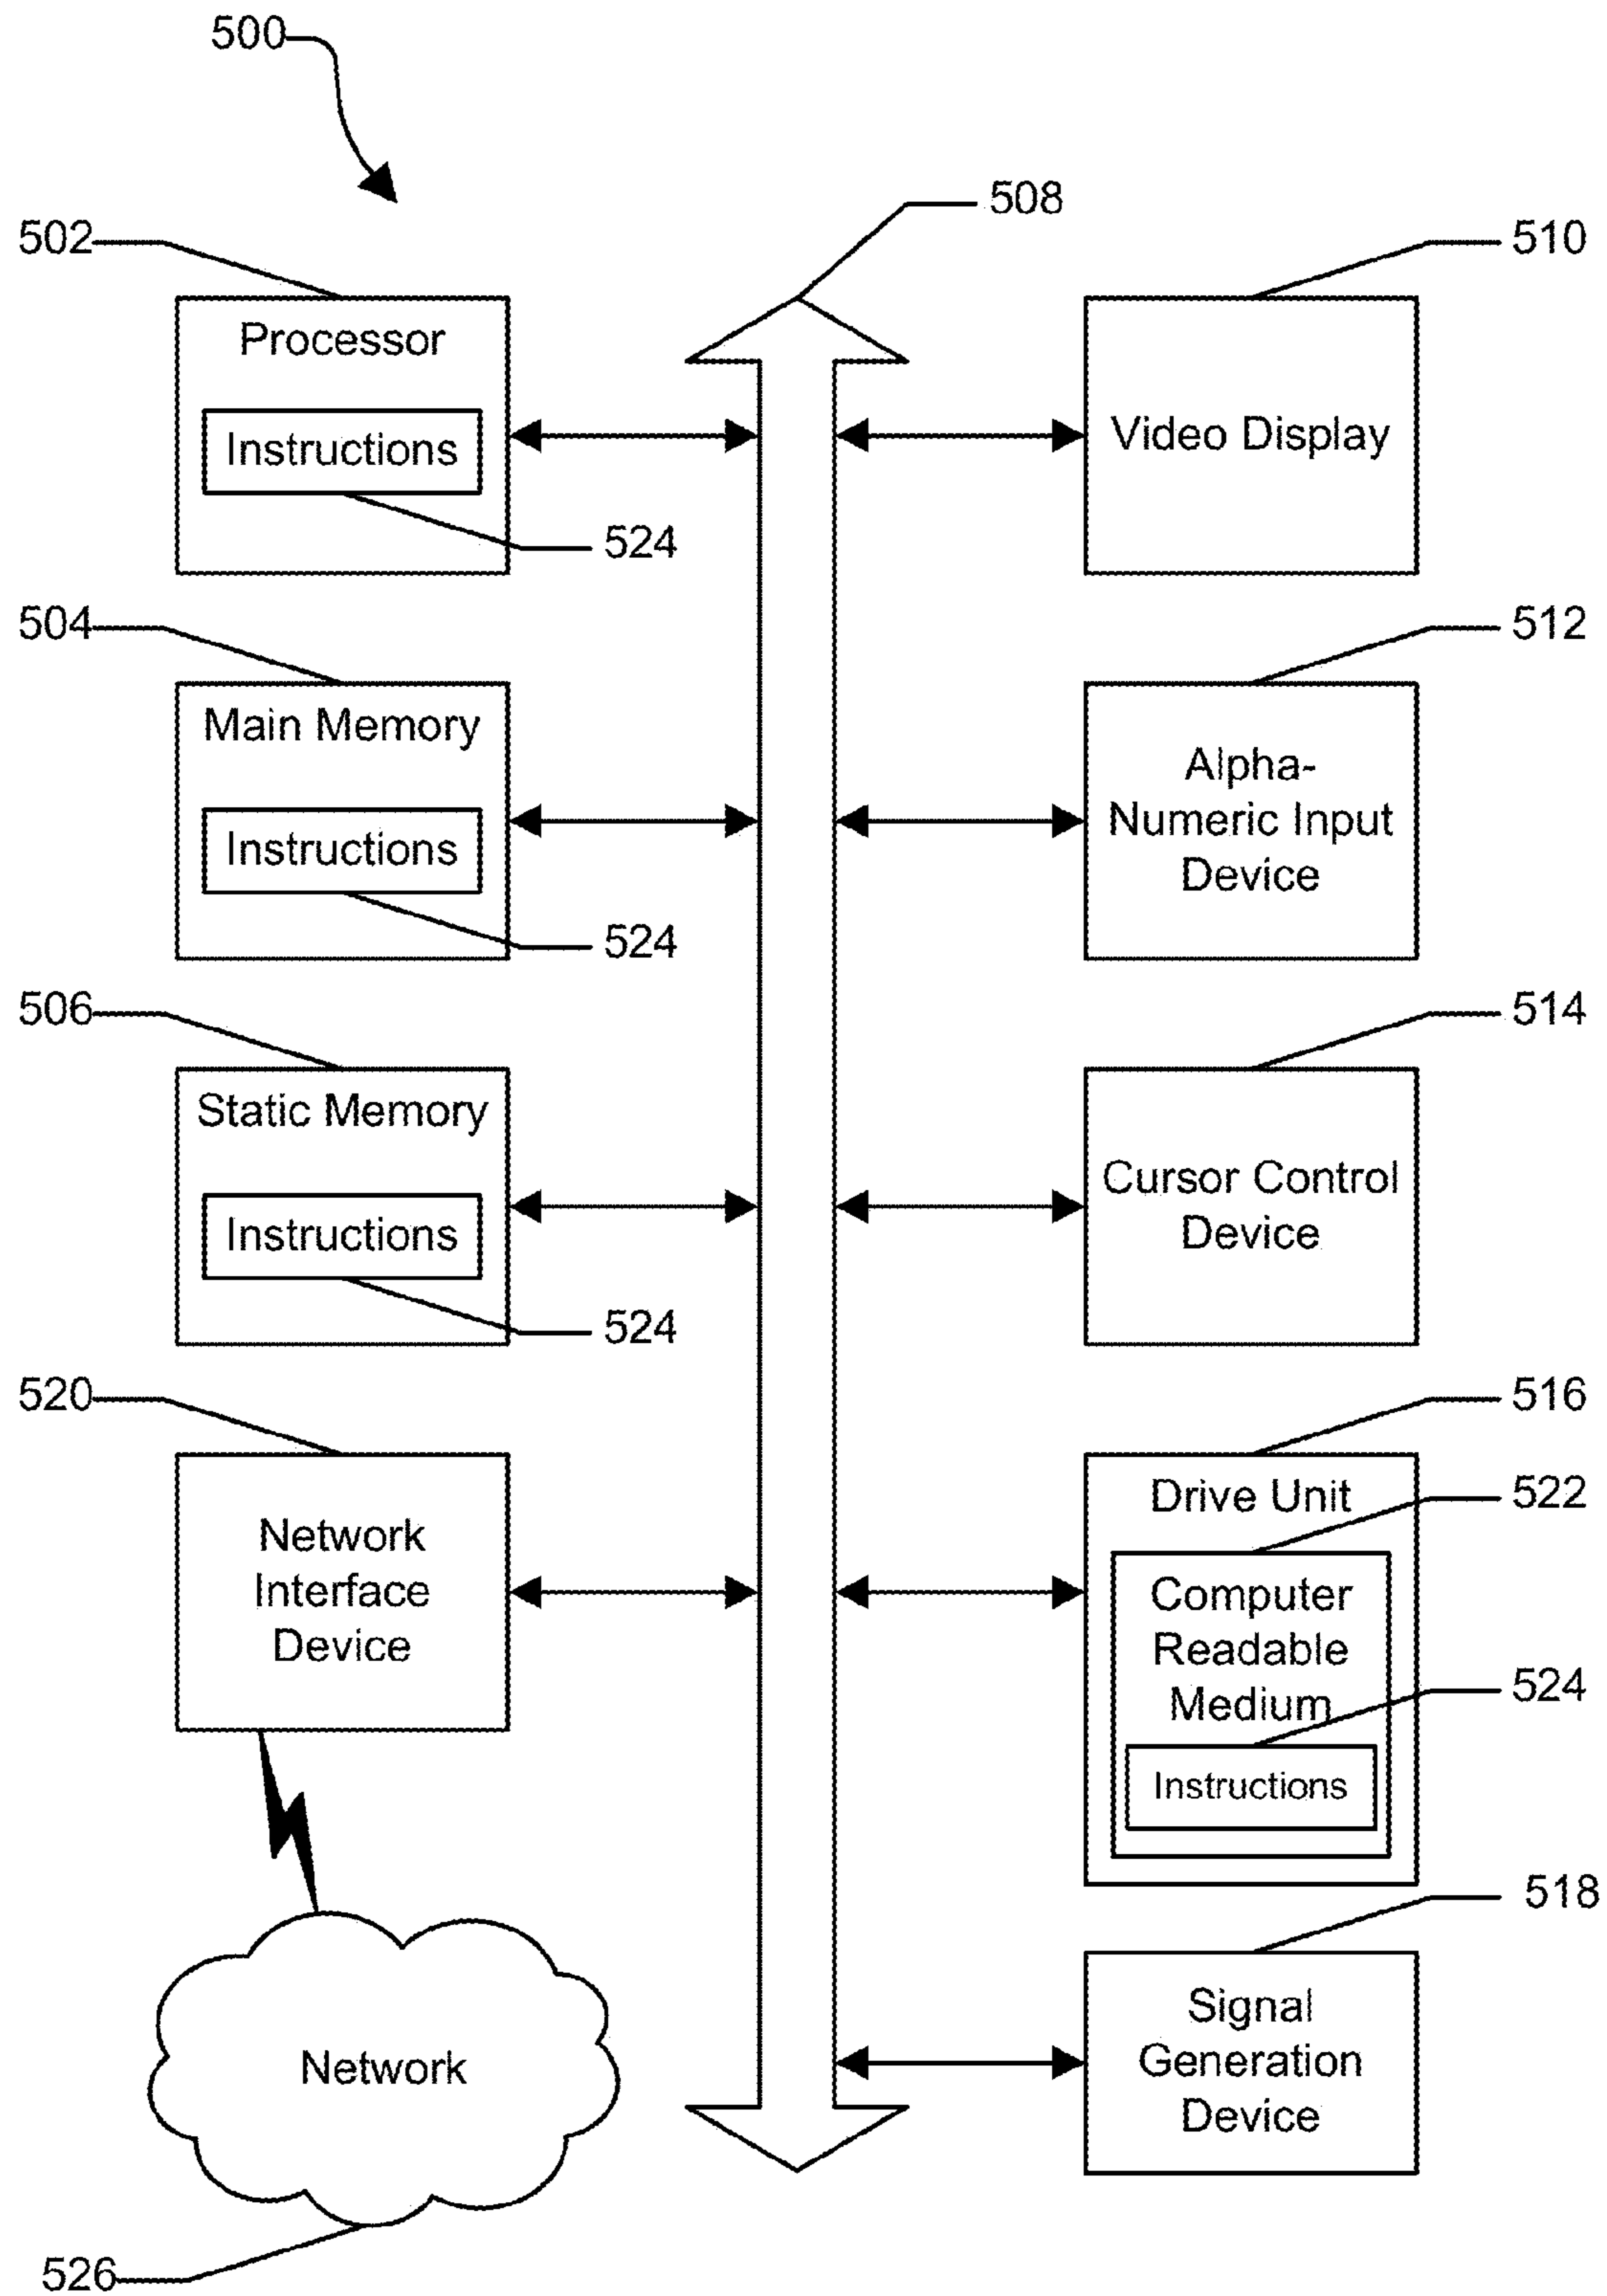 500
508
502
Processor
Instructions
524
510
Video Display
504
Main Memory
Instructions
524
512
Alpha-
Numeric Input
Device
506
Static Memory
Instructions
524
514
Cursor Control
Device
520
Network
Interface
Device
516
Drive Unit
522
Computer
Readable
Medium
524
Instructions
518
Signal
Generation
Device
Network
526